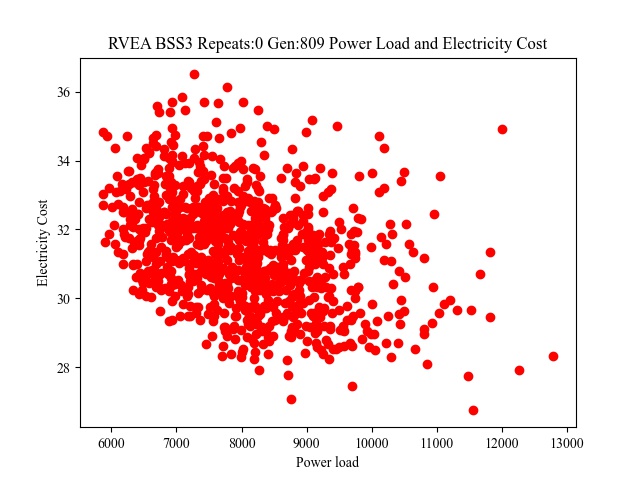 RVEA BSS3 Repeats:0 Gen:809 Power Load and Electricity Cost
Electricity Cost
36
34
32
30
28
6000 7000 8000 9000 10000 11000 12000 13000
Power load